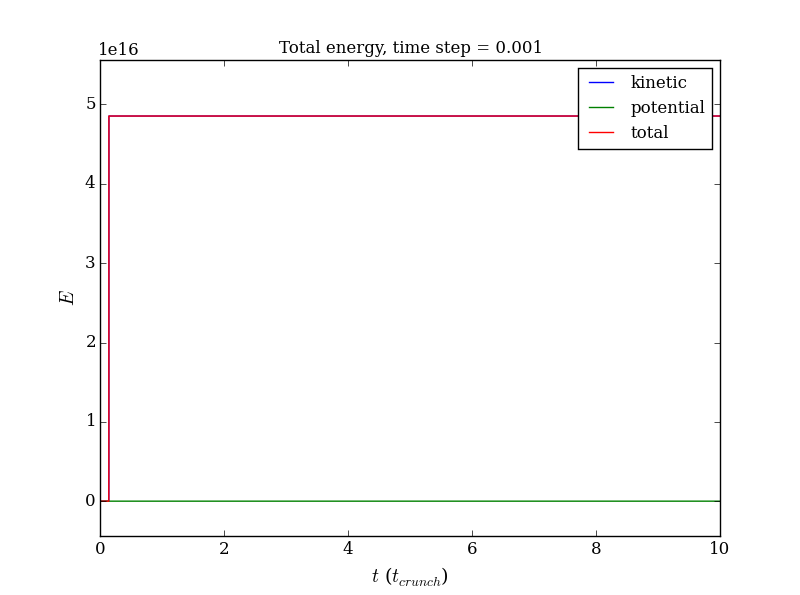 Total energy, time step = 0.001
1e16
kinetic
potential
total
5
4
3
2
1
0
E
0 2 4 6 8 10
t (t_crunch)